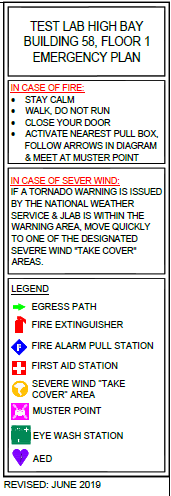 TEST LAB HIGH BAY
BUILDING 58, FLOOR 1
EMERGENCY PLAN
IN CASE OF FIRE:
• STAY CALM
• WALK, DO NOT RUN
• CLOSE YOUR DOOR
• ACTIVATE NEAREST PULL BOX,
FOLLOW ARROWS IN DIAGRAM
& MEET AT MUSTER POINT
IN CASE OF SEVER WIND:
IF A TORNADO WARNING IS ISSUED
BY THE NATIONAL WEATHER
SERVICE & JLAB IS WITHIN THE
WARNING AREA, MOVE QUICKLY
TO ONE OF THE DESIGNATED
SEVERE WIND "TAKE COVER"
AREAS.
LEGEND
EGRESS PATH
FIRE EXTINGUISHER
F FIRE ALARM PULL STATION
FIRST AID STATION
SEVERE WIND "TAKE
COVER" AREA
MUSTER POINT
EYE WASH STATION
AED
REVISED: JUNE 2019